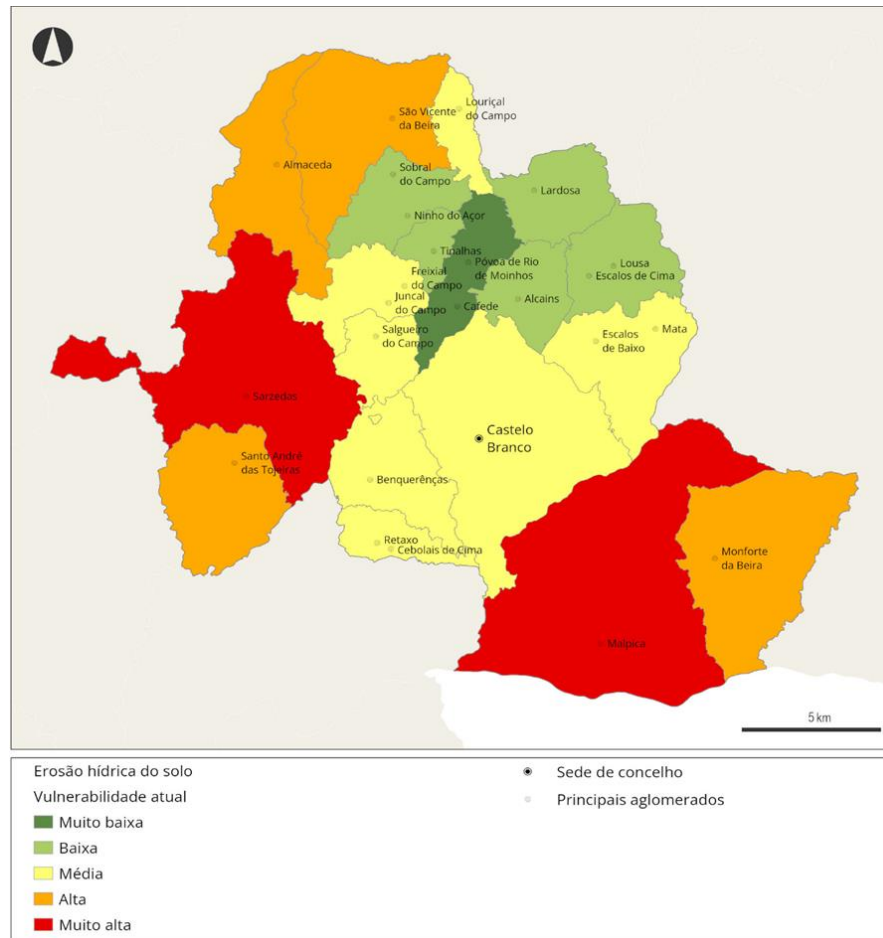 Louriçal
do Campo
São Vicente
da Beira
Almaceda
Sobral
do Campo
Lardosa
Ninho do Açor
Tinalhas
Póvoa de Rio
de Moinhos
Lousa
Escalos de Cima
Freixial
do Campo
Juncal
do Campo
Cafede
Alcains
Salgueiro
do Campo
Escalos
de Baixo
Mata
Sarzedas
Castelo
Branco
Santo André
das Tojeiras
Benquerênças
Retaxo
Cebolais de Cima
Monforte
da Beira
Malpica
5 km
Erosão hídrica do solo
Vulnerabilidade atual
Muito baixa
Baixa
Média
Alta
Muito alta
Sede de concelho
Principais aglomerados